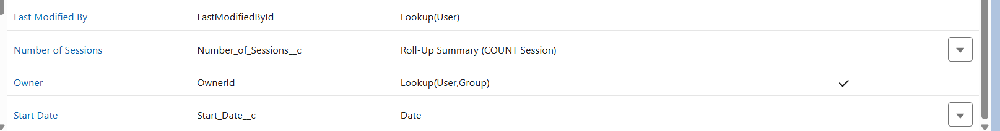 Last Modified By LastModifiedById Lookup(User)
Number of Sessions Number_of_Sessions__c Roll-Up Summary (COUNT Session)
Owner OwnerId Lookup(User,Group)
Start Date Start_Date__c Date